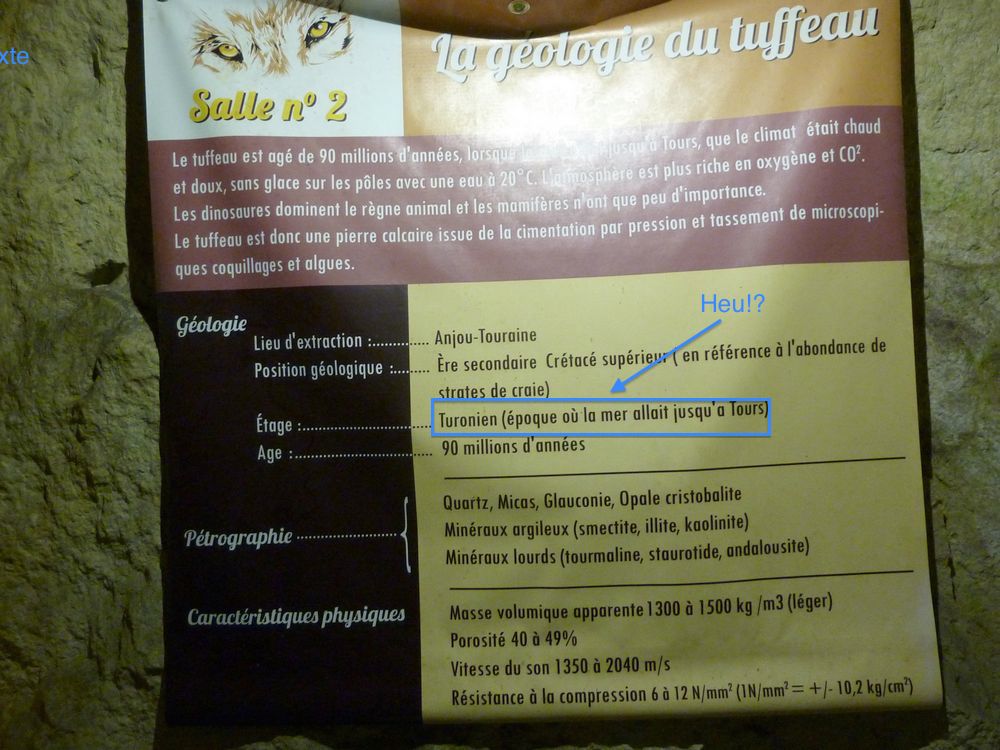 xte
La géologie du tuffeau
Salle nº 2
Le tuffeau est agé de 90 millions d'années, lorsque jusqu'à Tours, que le climat était chaud
et doux, sans glace sur les pôles avec une eau à 20°C. L'atmosphère est plus riche en oxygène et CO².
Les dinosaures dominent le règne animal et les mamifères n'ont que peu d'importance.
Le tuffeau est donc une pierre calcaire issue de la cimentation par pression et tassement de microscopi-
ques coquillages et algues.
Heu!?
Géologie
Lieu d'extraction :............ Anjou-Touraine
Position géologique :........ Ère secondaire Crétacé supérieur ( en référence à l'abondance de
strates de craie)
Étage :................................ Turonien (époque où la mer allait jusqu'a Tours)
Age :.................................. 90 millions d'années
Quartz, Micas, Glauconie, Opale cristobalite
Pétrographie ........................ Minéraux argileux (smectite, illite, kaolinite)
Minéraux lourds (tourmaline, staurotide, andalousite)
Caractéristiques physiques Masse volumique apparente 1300 à 1500 kg /m3 (léger)
Porosité 40 à 49%
Vitesse du son 1350 à 2040 m/s
Résistance à la compression 6 à 12 N/mm² (1N/mm² = +/- 10,2 kg/cm²)